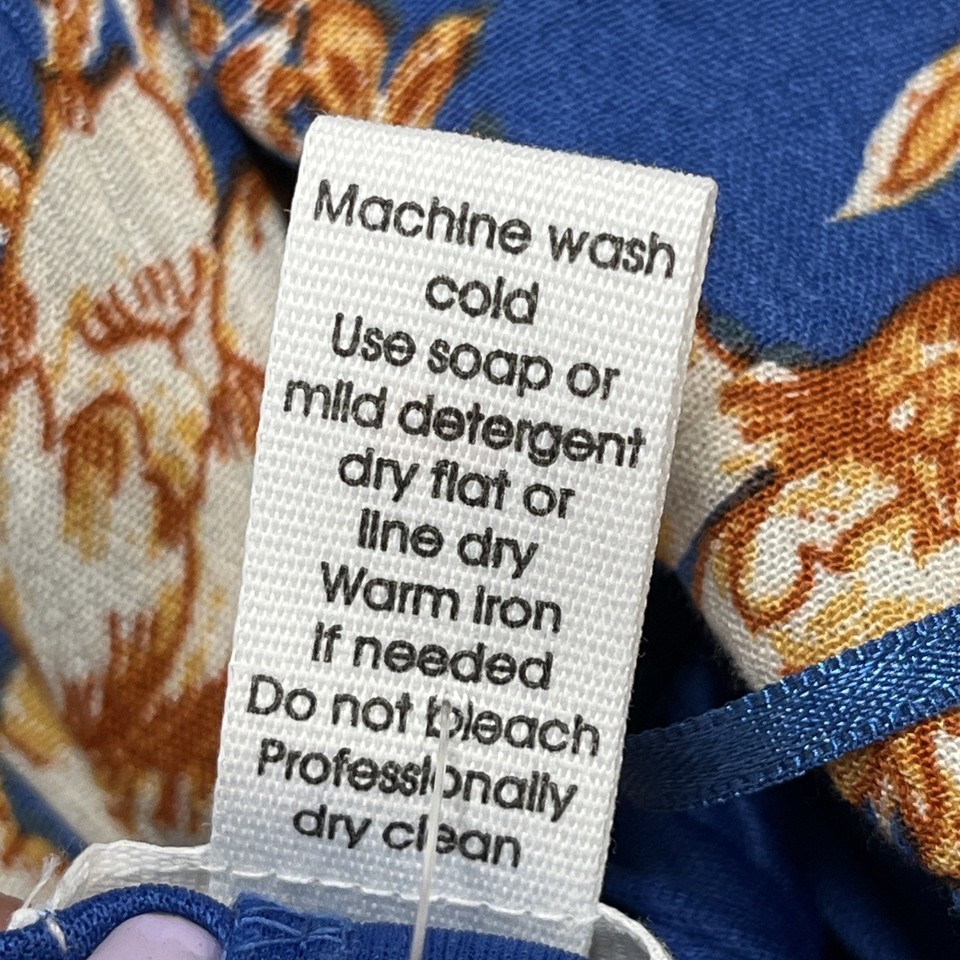 Machine wash
cold
Use soap or
mild detergent
dry flat or
line dry
Warm iron
if needed
Do not bleach
Professionally
dry clean